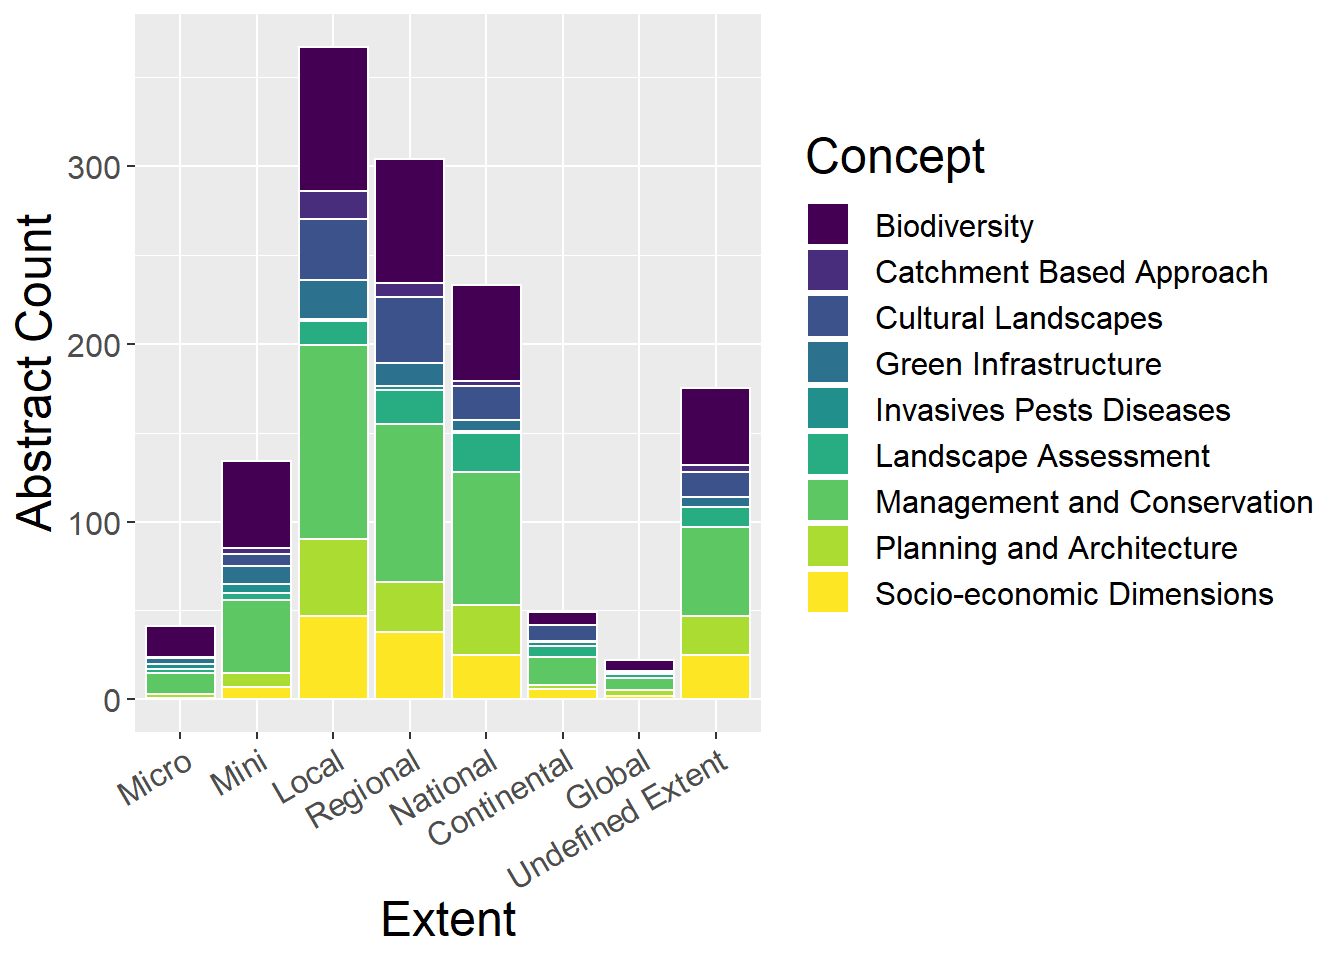 Abstract Count
300
200
100
0
Micro
Mini
Local
Regional
National
Continental
Global
Undefined Extent
Extent
Concept
Biodiversity
Catchment Based Approach
Cultural Landscapes
Green Infrastructure
Invasives Pests Diseases
Landscape Assessment
Management and Conservation
Planning and Architecture
Socio-economic Dimensions